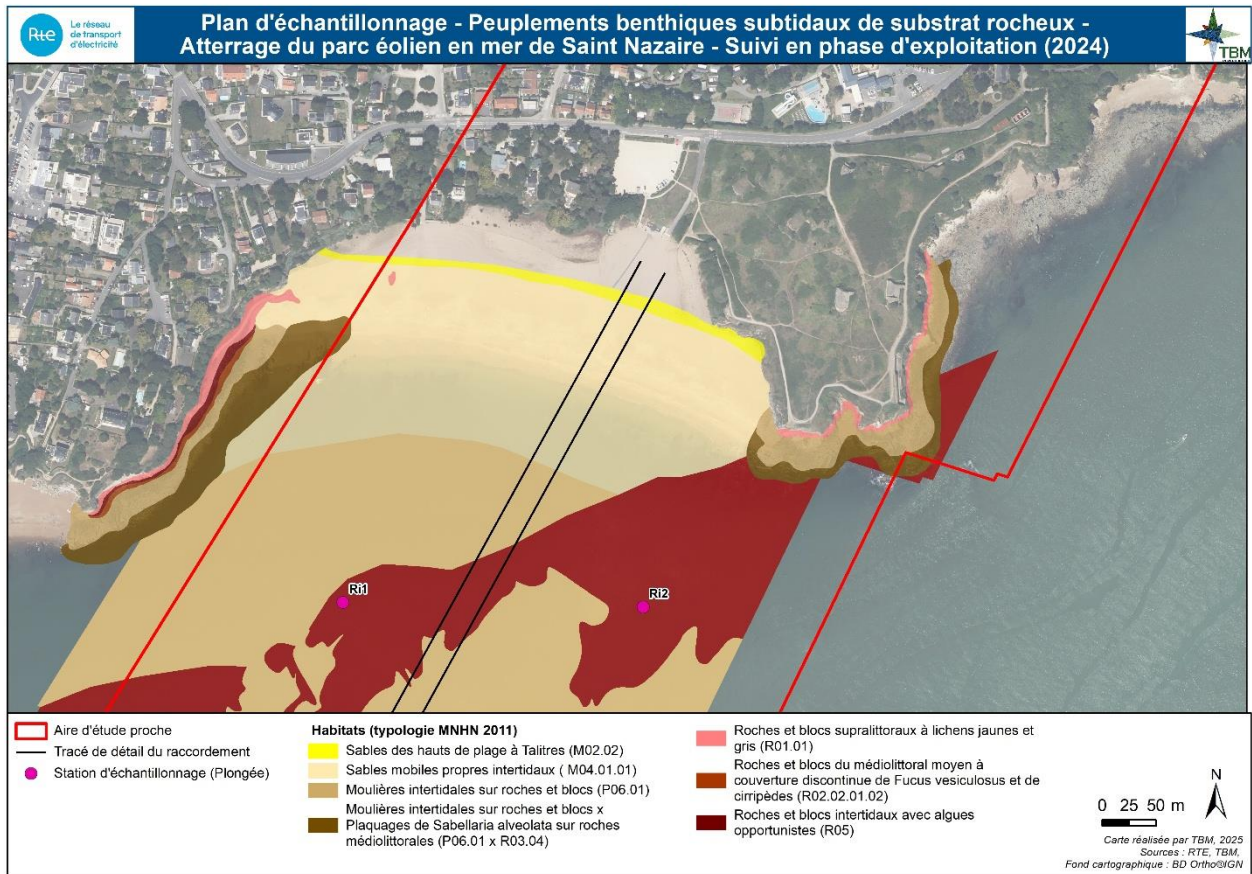 Rte
Le réseau
de transport
d'électricité
Plan d'échantillonnage - Peuplements benthiques subtidaux de substrat rocheux -
Atterrage du parc éolien en mer de Saint Nazaire - Suivi en phase d'exploitation (2024)
TBM
Ri1
Ri2
Aire d'étude proche
Tracé de détail du raccordement
Station d'échantillonnage (Plongée)
Habitats (typologie MNHN 2011)
Sables des hauts de plage à Talitres (M02.02)
Sables mobiles propres intertidaux ( M04.01.01)
Moulières intertidales sur roches et blocs (P06.01)
Moulières intertidales sur roches et blocs x
Plaquages de Sabellaria alveolata sur roches
médiolittorales (P06.01 x R03.04)
Roches et blocs supralittoraux à lichens jaunes et
gris (R01.01)
Roches et blocs du médiolittoral moyen à
couverture discontinue de Fucus vesiculosus et de
cirripèdes (R02.02.01.02)
Roches et blocs intertidaux avec algues
opportunistes (R05)
N
0 25 50 m
Carte réalisée par TBM, 2025
Sources : RTE, TBM,
Fond cartographique : BD Ortho®IGN